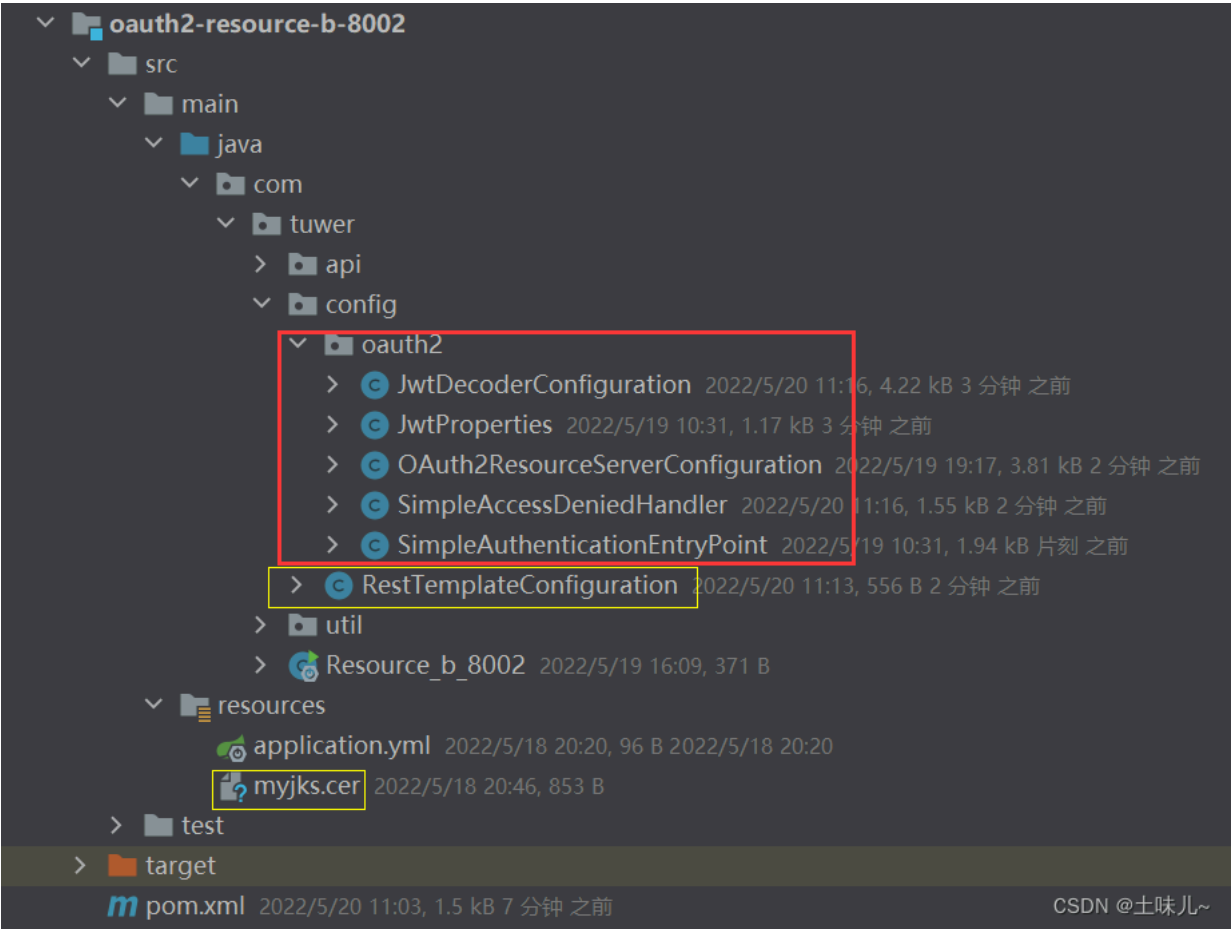 oauth2-resource-b-8002
src
main
java
com
tuwer
api
config
oauth2
JwtDecoderConfiguration 2022/5/20 11:16, 4.22 kB 3 分钟 之前
JwtProperties 2022/5/19 10:31, 1.17 kB 3 分钟 之前
OAuth2ResourceServerConfiguration 2022/5/19 19:17, 3.81 kB 2 分钟 之前
SimpleAccessDeniedHandler 2022/5/20 11:16, 1.55 kB 2 分钟 之前
SimpleAuthenticationEntryPoint 2022/5/19 10:31, 1.94 kB 片刻 之前
RestTemplateConfiguration 2022/5/20 11:13, 556 B 2 分钟 之前
util
Resource_b_8002 2022/5/19 16:09, 371 B
resources
application.yml 2022/5/18 20:20, 96 B 2022/5/18 20:20
myjks.cer 2022/5/18 20:46, 853 B
test
target
pom.xml 2022/5/20 11:03, 1.5 kB 7 分钟 之前
CSDN @土味儿~